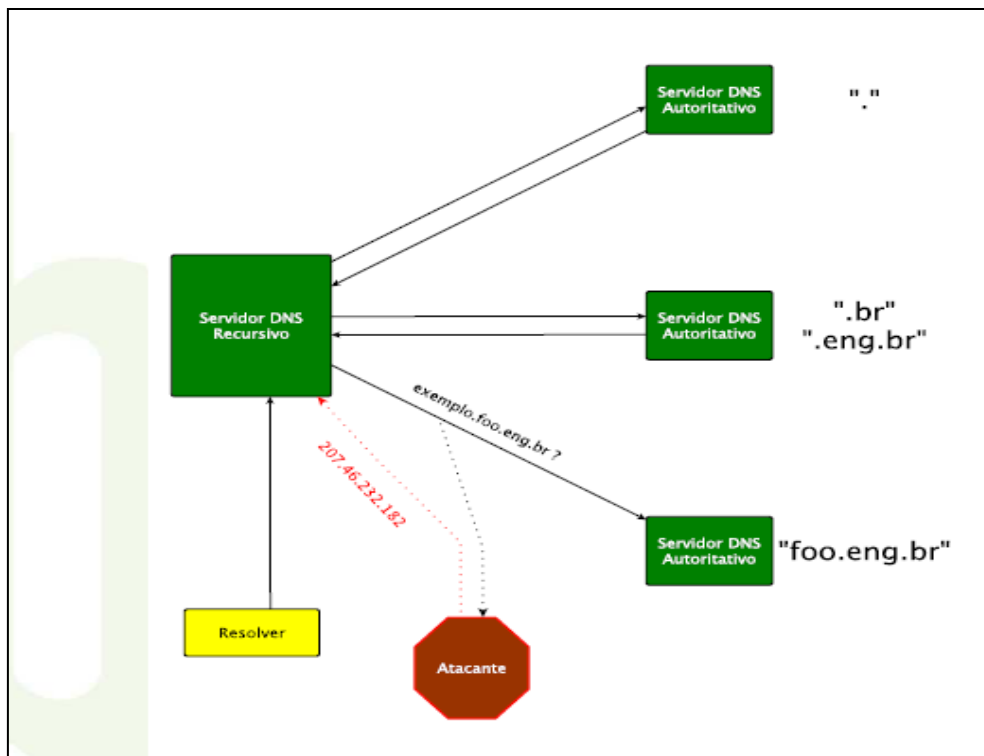 Servidor DNS
Autoritativo
"."
Servidor DNS
Recursivo
Servidor DNS
Autoritativo
".br"
".eng.br"
exemplo.foo.eng.br ?
207.46.232.182
Servidor DNS
Autoritativo
"foo.eng.br"
Resolver
Atacante